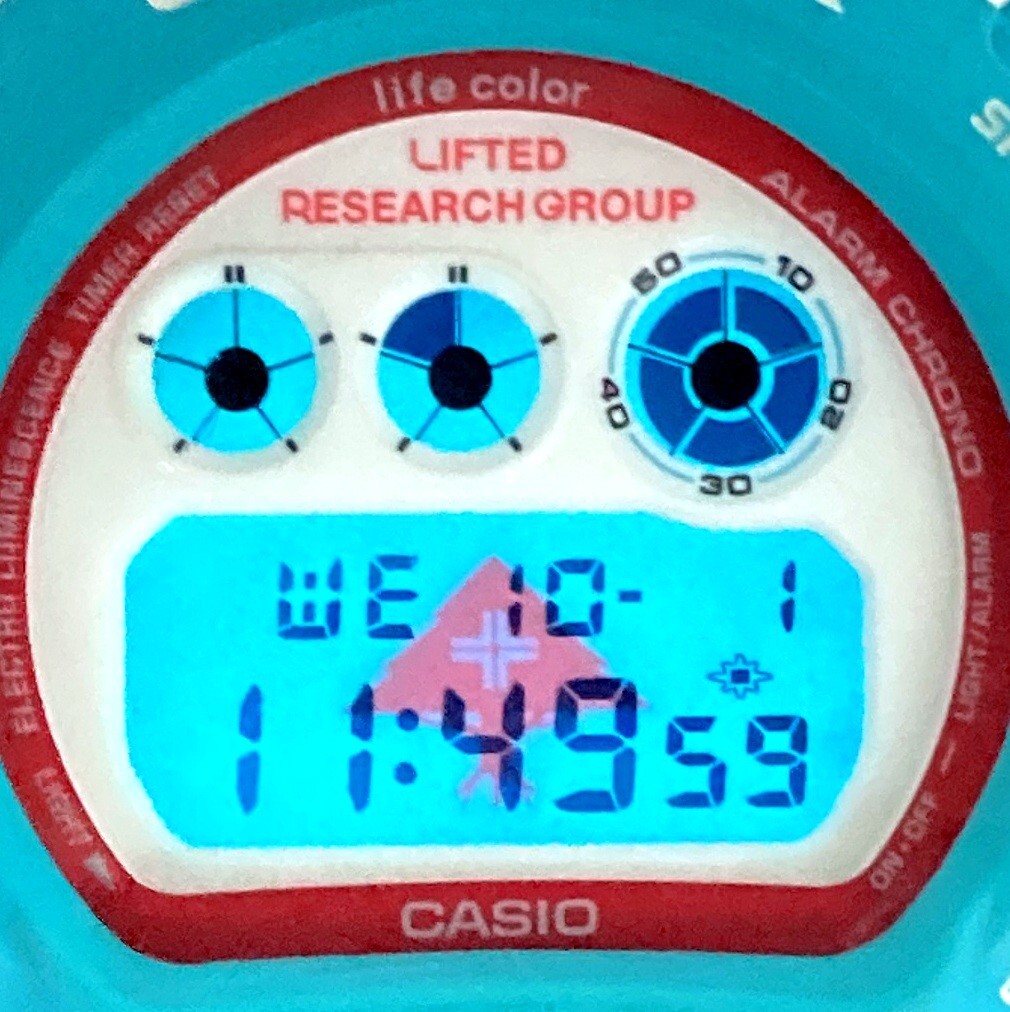 life color
LIFTED
RESEARCH GROUP
TIMER RESET
ALARM CHRONO
ELECTRO LUMINESCENCE
LIGHT/ALARM
60 10
40 20
30
WE 10- 1
11:49 59
LIGHT
ON•OFF
CASIO